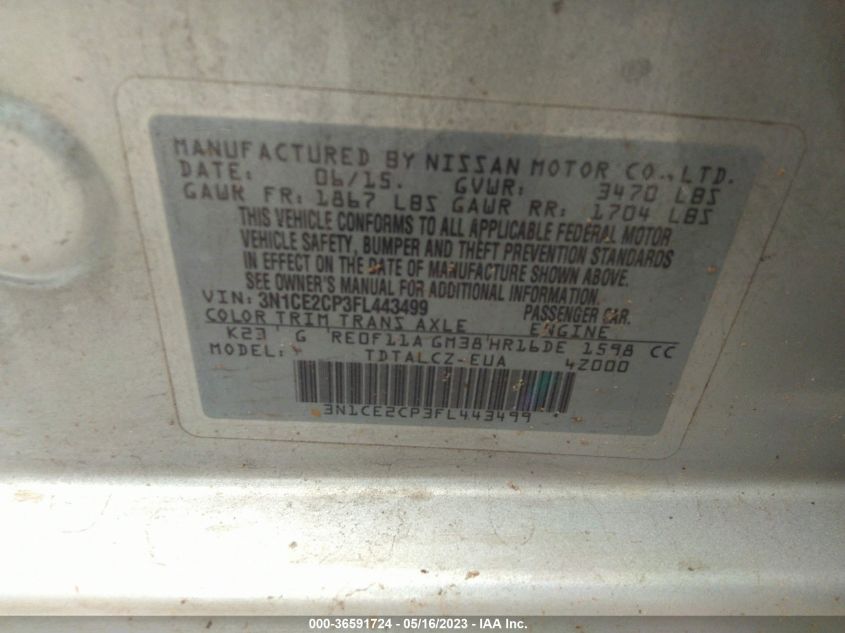 MANUFACTURED BY NISSAN MOTOR CO., LTD.
DATE: 06/15. GVWR: 3470 LBS
GAWR FR: 1867 LBS GAWR RR: 1704 LBS
THIS VEHICLE CONFORMS TO ALL APPLICABLE FEDERAL MOTOR
VEHICLE SAFETY, BUMPER AND THEFT PREVENTION STANDARDS
IN EFFECT ON THE DATE OF MANUFACTURE SHOWN ABOVE.
SEE OWNER'S MANUAL FOR ADDITIONAL INFORMATION.
VIN: 3N1CE2CP3FL443499 PASSENGER CAR.
COLOR TRIM TRANS AXLE ENGINE
K23 G RE0F11A GM38 HR16DE 1598 CC
MODEL: TDTALCZ-EUA 4Z000
3N1CE2CP3FL443499
000-36591724 - 05/16/2023 - IAA Inc.